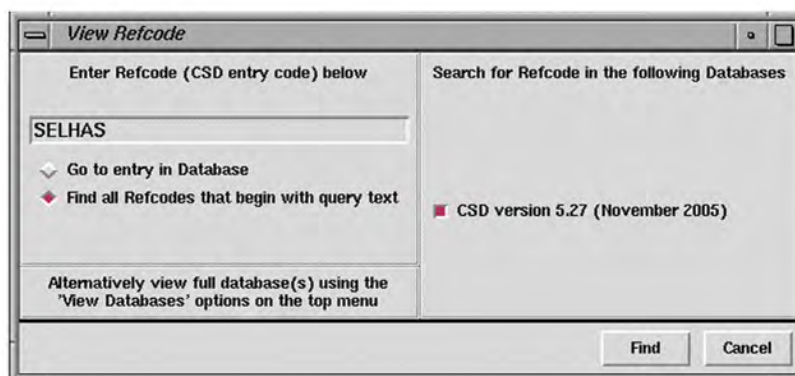 View Refcode
Enter Refcode (CSD entry code) below
SELHAS
Go to entry in Database
Find all Refcodes that begin with query text
Alternatively view full database(s) using the
'View Databases' options on the top menu
Search for Refcode in the following Databases
CSD version 5.27 (November 2005)
Find
Cancel